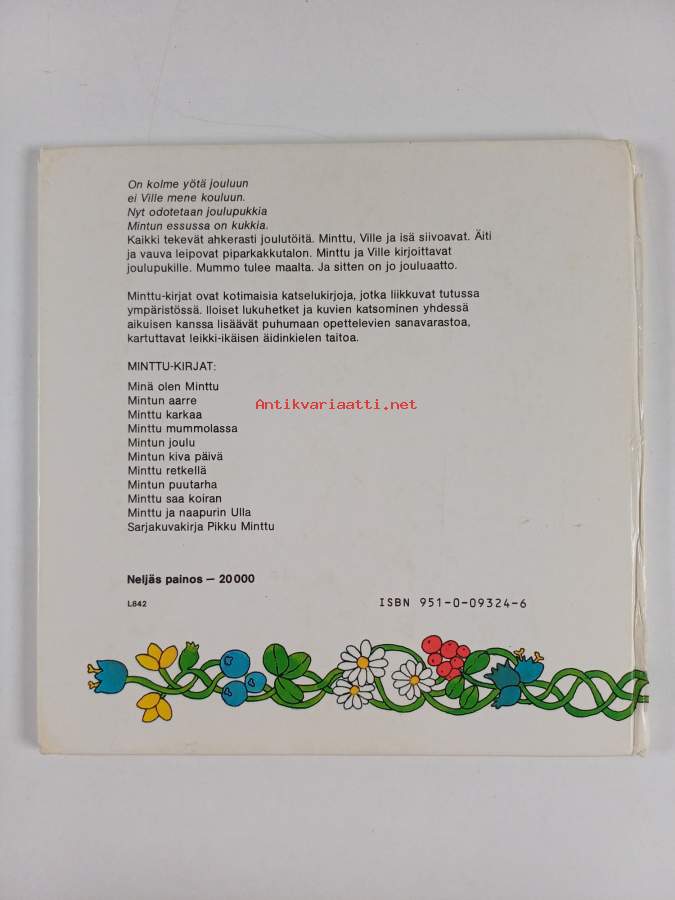 On kolme yötä jouluun
ei Ville mene kouluun.
Nyt odotetaan joulupukkia
Mintun essussa on kukkia.
Kaikki tekevät ahkerasti joulutöitä. Minttu, Ville ja isä siivoavat. Äiti
ja vauva leipovat piparkakkutalon. Minttu ja Ville kirjoittavat
joulupukille. Mummo tulee maalta. Ja sitten on jo jouluaatto.
Minttu-kirjat ovat kotimaisia katselukirjoja, jotka liikkuvat tutussa
ympäristössä. Iloiset lukuhetket ja kuvien katsominen yhdessä
aikuisen kanssa lisäävät puhumaan opettelevien sanavarastoa,
kartuttavat leikki-ikäisen äidinkielen taitoa.
MINTTU-KIRJAT:
Minä olen Minttu
Mintun aarre
Minttu karkaa
Minttu mummolassa
Mintun joulu
Mintun kiva päivä
Minttu retkellä
Mintun puutarha
Minttu saa koiran
Minttu ja naapurin Ulla
Sarjakuvakirja Pikku Minttu
Antikvariaatti.net
Neljäs painos — 20 000
L842
ISBN 951-0-09324-6